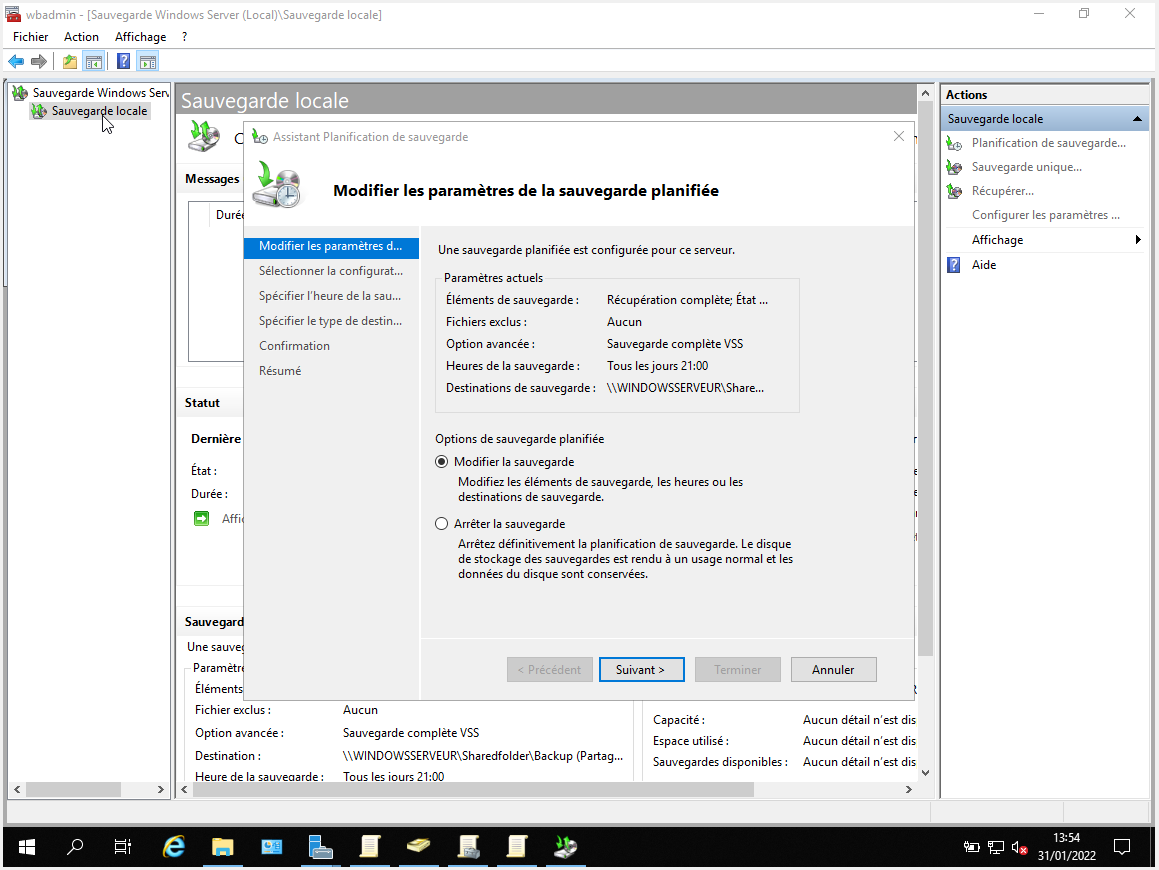 wbadmin - [Sauvegarde Windows Server (Local)\Sauvegarde locale]
Fichier Action Affichage ?
Sauvegarde Windows Serv
Sauvegarde locale
Sauvegarde locale
Messages
Durée
Statut
Dernière
État :
Durée :
Une sauveg
Paramètre
Éléments
Fichier exclus : Aucun
Option avancée : Sauvegarde complète VSS
Destination : \\WINDOWSSERVEUR\Sharedfolder\Backup (Partag...
Heure de la sauvegarde : Tous les jours 21:00
Capacité : Aucun détail n'est dis
Espace utilisé : Aucun détail n'est dis
Sauvegardes disponibles : Aucun détail n'est dis
Assistant Planification de sauvegarde
Modifier les paramètres de la sauvegarde planifiée
Modifier les paramètres d...
Sélectionner la configurat...
Spécifier l'heure de la sau...
Spécifier le type de destin...
Confirmation
Résumé
Une sauvegarde planifiée est configurée pour ce serveur.
Paramètres actuels
Éléments de sauvegarde : Récupération complète; État ...
Fichiers exclus : Aucun
Option avancée : Sauvegarde complète VSS
Heures de la sauvegarde : Tous les jours 21:00
Destinations de sauvegarde : \\WINDOWSSERVEUR\Share...
Options de sauvegarde planifiée
Modifier la sauvegarde
Modifiez les éléments de sauvegarde, les heures ou les
destinations de sauvegarde.
Arrêter la sauvegarde
Arrêtez définitivement la planification de sauvegarde. Le disque
de stockage des sauvegardes est rendu à un usage normal et les
données du disque sont conservées.
< Précédent Suivant > Terminer Annuler
Actions
Sauvegarde locale
Planification de sauvegarde...
Sauvegarde unique...
Récupérer...
Configurer les paramètres ...
Affichage
Aide
13:54
31/01/2022